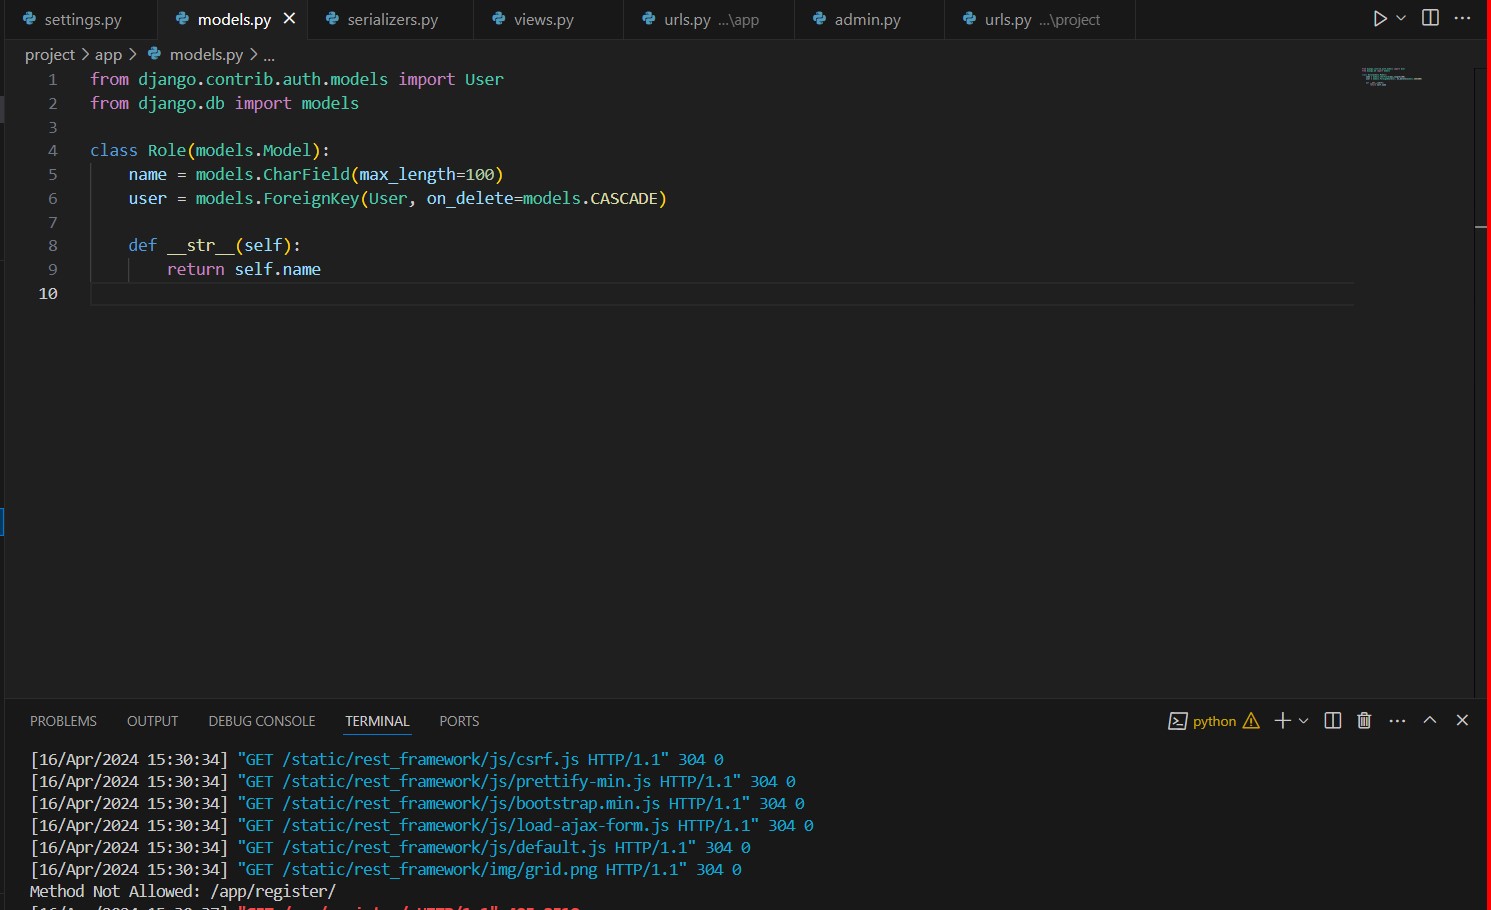 settings.py models.py serializers.py views.py urls.py ...\app admin.py urls.py ...\project
project > app > models.py > ...
1 from django.contrib.auth.models import User
2 from django.db import models
3
4 class Role(models.Model):
5 name = models.CharField(max_length=100)
6 user = models.ForeignKey(User, on_delete=models.CASCADE)
7
8 def __str__(self):
9 return self.name
10
PROBLEMS OUTPUT DEBUG CONSOLE TERMINAL PORTS python
[16/Apr/2024 15:30:34] "GET /static/rest_framework/js/csrf.js HTTP/1.1" 304 0
[16/Apr/2024 15:30:34] "GET /static/rest_framework/js/prettify-min.js HTTP/1.1" 304 0
[16/Apr/2024 15:30:34] "GET /static/rest_framework/js/bootstrap.min.js HTTP/1.1" 304 0
[16/Apr/2024 15:30:34] "GET /static/rest_framework/js/load-ajax-form.js HTTP/1.1" 304 0
[16/Apr/2024 15:30:34] "GET /static/rest_framework/js/default.js HTTP/1.1" 304 0
[16/Apr/2024 15:30:34] "GET /static/rest_framework/img/grid.png HTTP/1.1" 304 0
Method Not Allowed: /app/register/